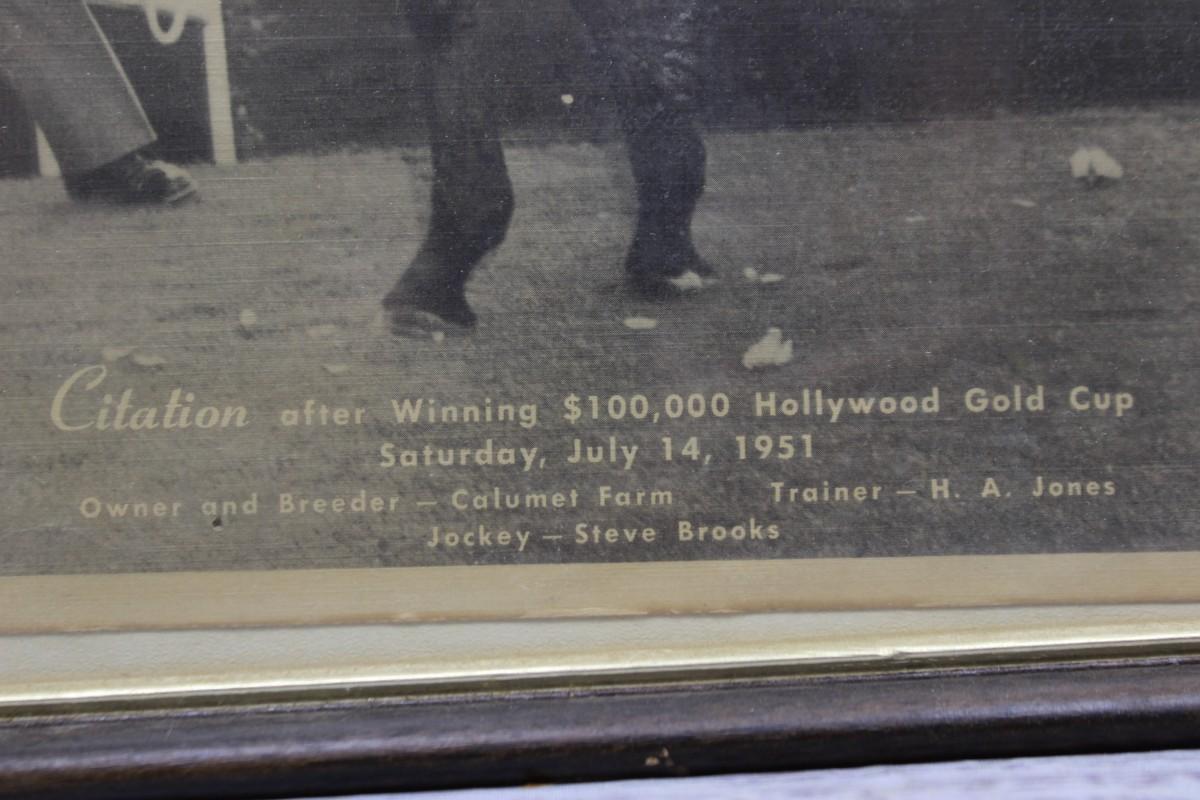 Citation after Winning $100,000 Hollywood Gold Cup
Saturday, July 14, 1951
Owner and Breeder — Calumet Farm Trainer — H. A. Jones
Jockey — Steve Brooks